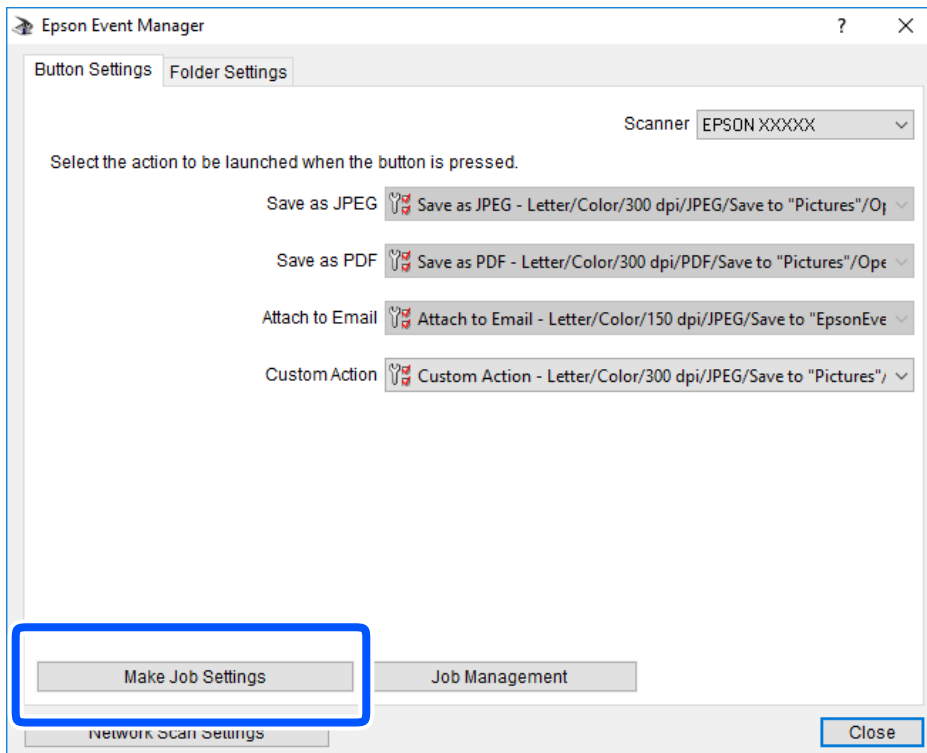 Epson Event Manager
Button Settings Folder Settings
Scanner EPSON XXXXX
Select the action to be launched when the button is pressed.
Save as JPEG Save as JPEG - Letter/Color/300 dpi/JPEG/Save to "Pictures"/Op
Save as PDF Save as PDF - Letter/Color/300 dpi/PDF/Save to "Pictures"/Ope
Attach to Email Attach to Email - Letter/Color/150 dpi/JPEG/Save to "EpsonEve
Custom Action Custom Action - Letter/Color/300 dpi/JPEG/Save to "Pictures"/
Make Job Settings Job Management
Network Scan Settings Close